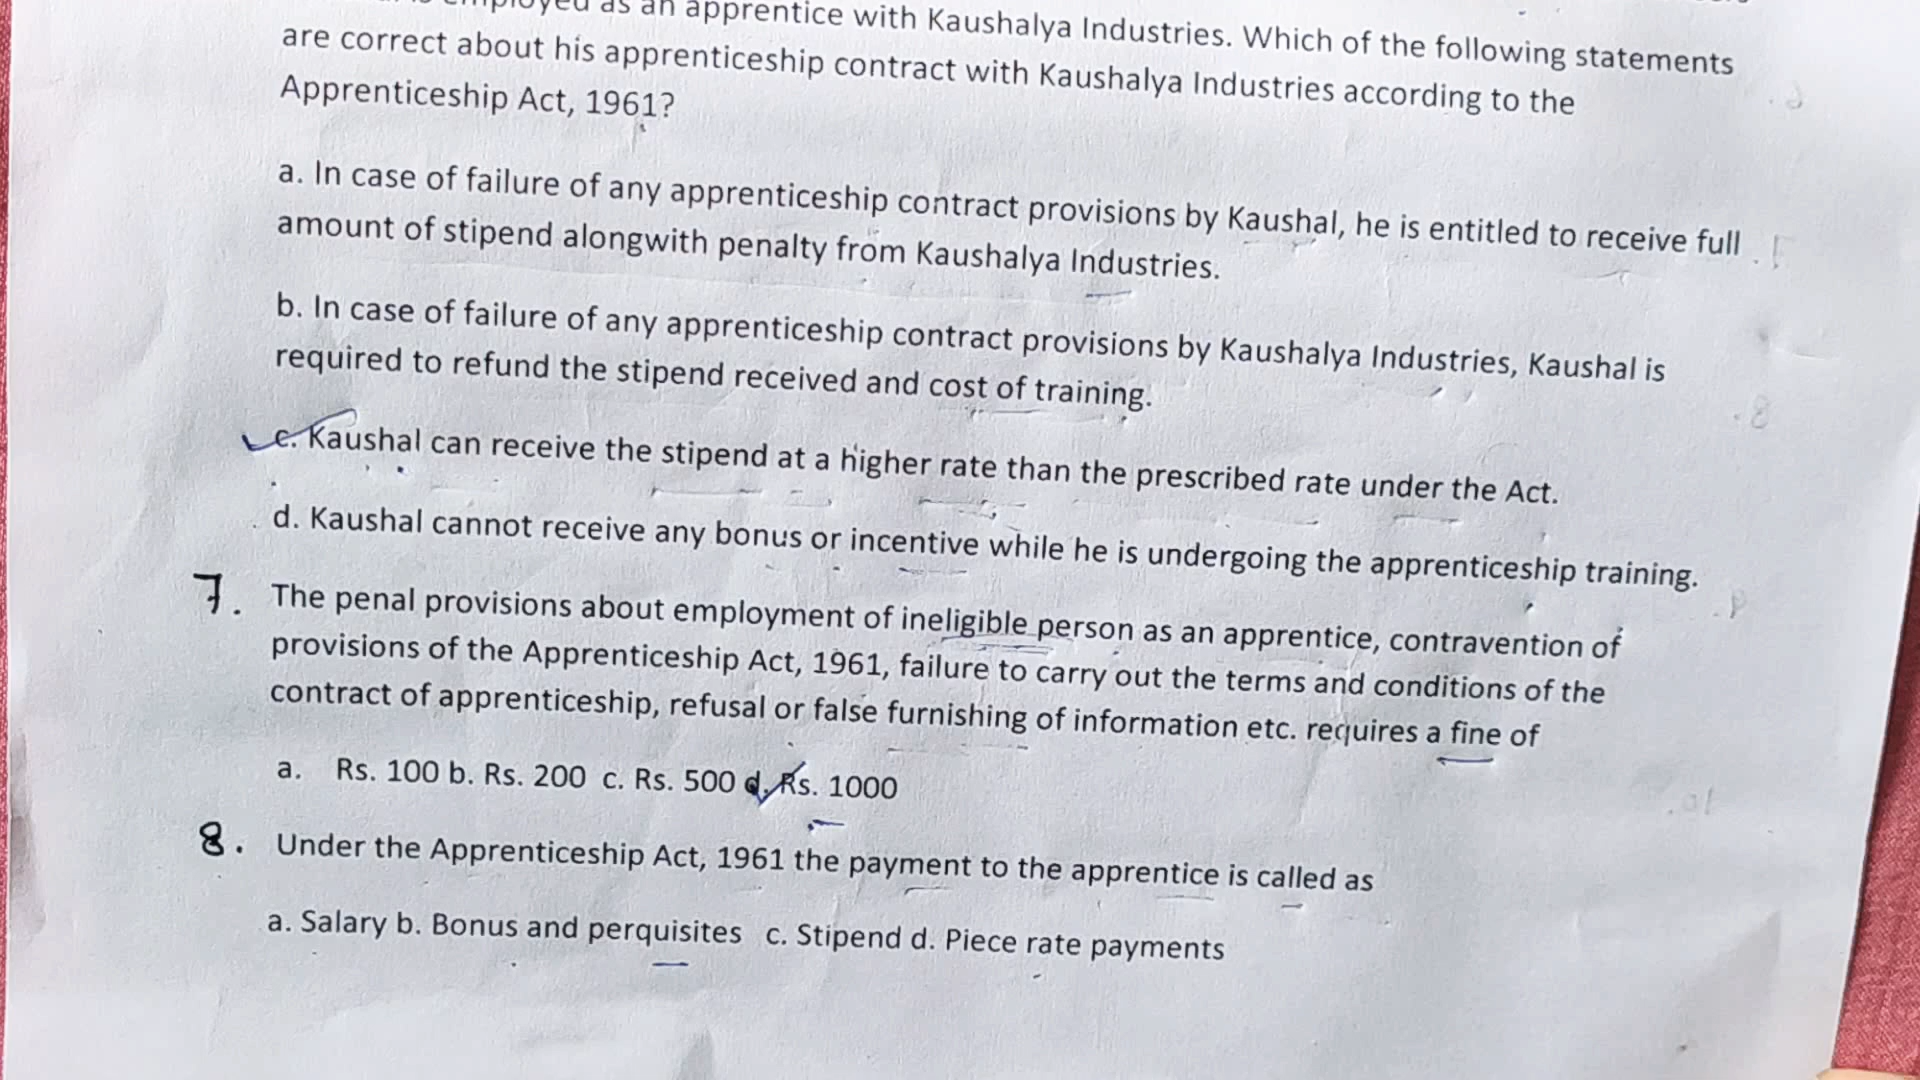 employed as an apprentice with Kaushalya Industries. Which of the following statements
are correct about his apprenticeship contract with Kaushalya Industries according to the
Apprenticeship Act, 1961?
a. In case of failure of any apprenticeship contract provisions by Kaushal, he is entitled to receive full
amount of stipend alongwith penalty from Kaushalya Industries.
b. In case of failure of any apprenticeship contract provisions by Kaushalya Industries, Kaushal is
required to refund the stipend received and cost of training.
c. Kaushal can receive the stipend at a higher rate than the prescribed rate under the Act.
d. Kaushal cannot receive any bonus or incentive while he is undergoing the apprenticeship training.
7. The penal provisions about employment of ineligible person as an apprentice, contravention of
provisions of the Apprenticeship Act, 1961, failure to carry out the terms and conditions of the
contract of apprenticeship, refusal or false furnishing of information etc. requires a fine of
a. Rs. 100 b. Rs. 200 c. Rs. 500 d. Rs. 1000
8. Under the Apprenticeship Act, 1961 the payment to the apprentice is called as
a. Salary b. Bonus and perquisites c. Stipend d. Piece rate payments